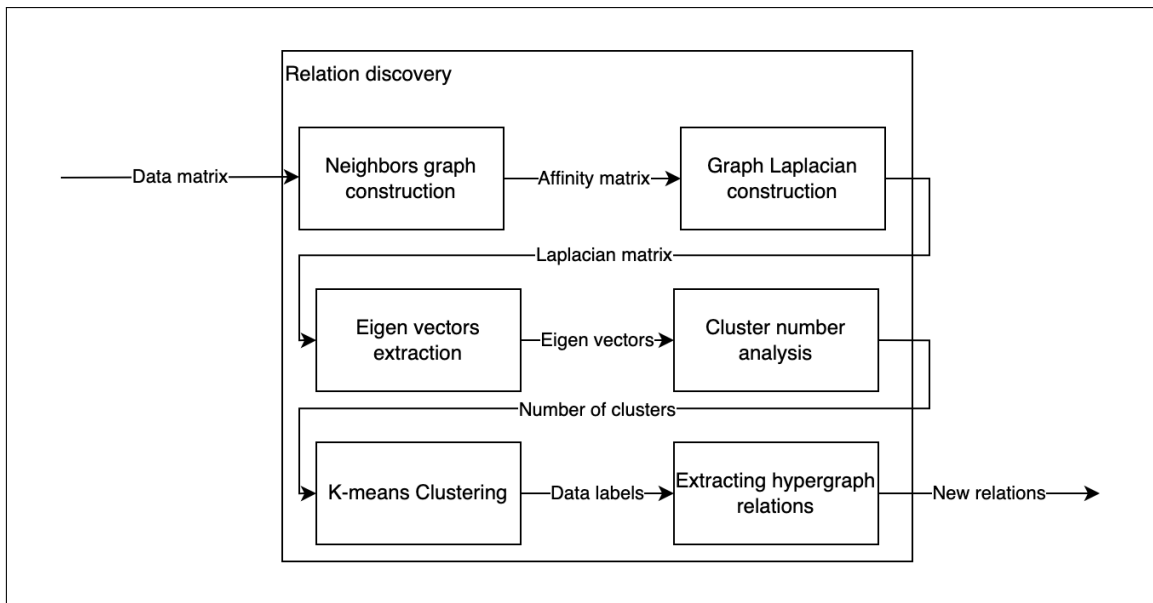 Relation discovery
Data matrix
Neighbors graph
construction
Affinity matrix
Graph Laplacian
construction
Laplacian matrix
Eigen vectors
extraction
Eigen vectors
Cluster number
analysis
Number of clusters
K-means Clustering
Data labels
Extracting hypergraph
relations
New relations